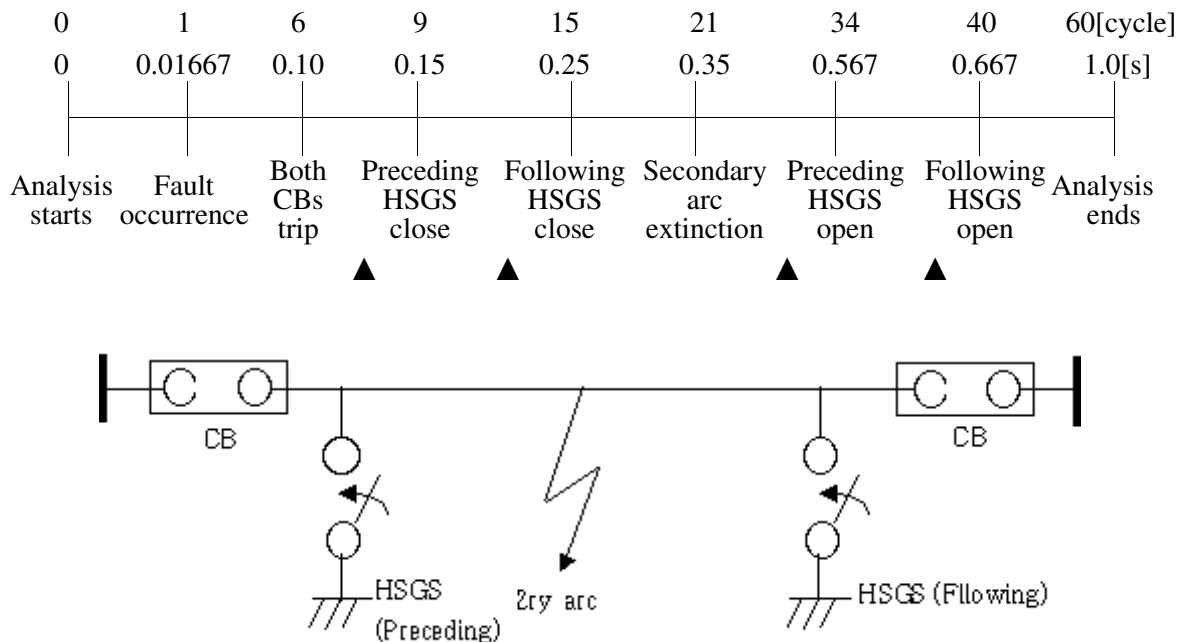 0 1 6 9 15 21 34 40 60[cycle]
0 0.01667 0.10 0.15 0.25 0.35 0.567 0.667 1.0[s]
Analysis
starts
Fault
occurrence
Both
CBs
trip
Preceding
HSGS
close
Following
HSGS
close
Secondary
arc
extinction
Preceding
HSGS
open
Following
HSGS
open
Analysis
ends
CB
CB
HSGS
(Preceding)
2ry arc
HSGS (Fllowing)